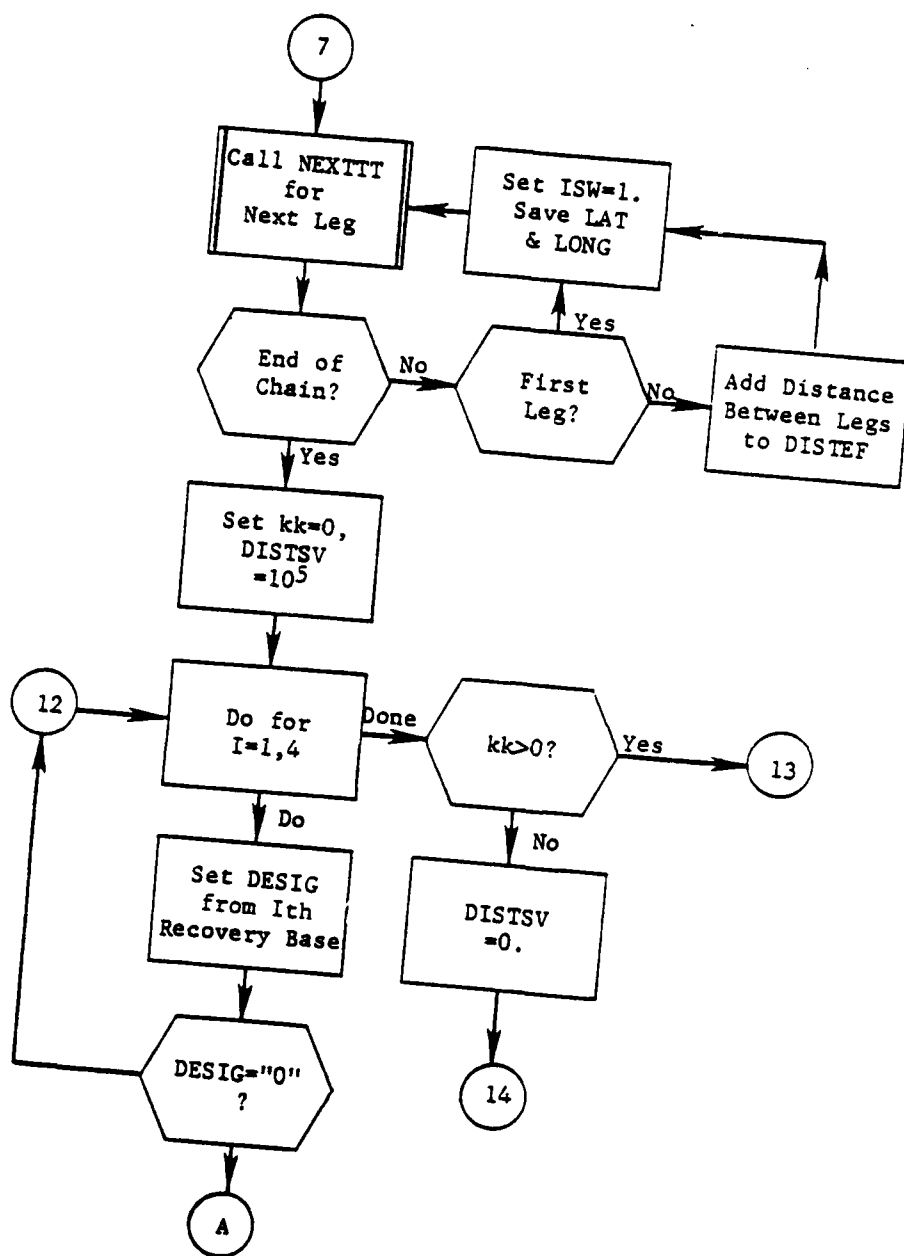 7
Call NEXTTT
for
Next Leg
Set ISW=1.
Save LAT
& LONG
Yes
End of
Chain?
No
First
Leg?
No
Add Distance
Between Legs
to DISTEF
Yes
Set kk=0,
DISTSV
=10⁵
12
Do for
I=1,4
Done
kk>0?
Yes
13
Do
No
Set DESIG
from Ith
Recovery Base
DISTSV
=0.
DESIG="0"
?
14
A